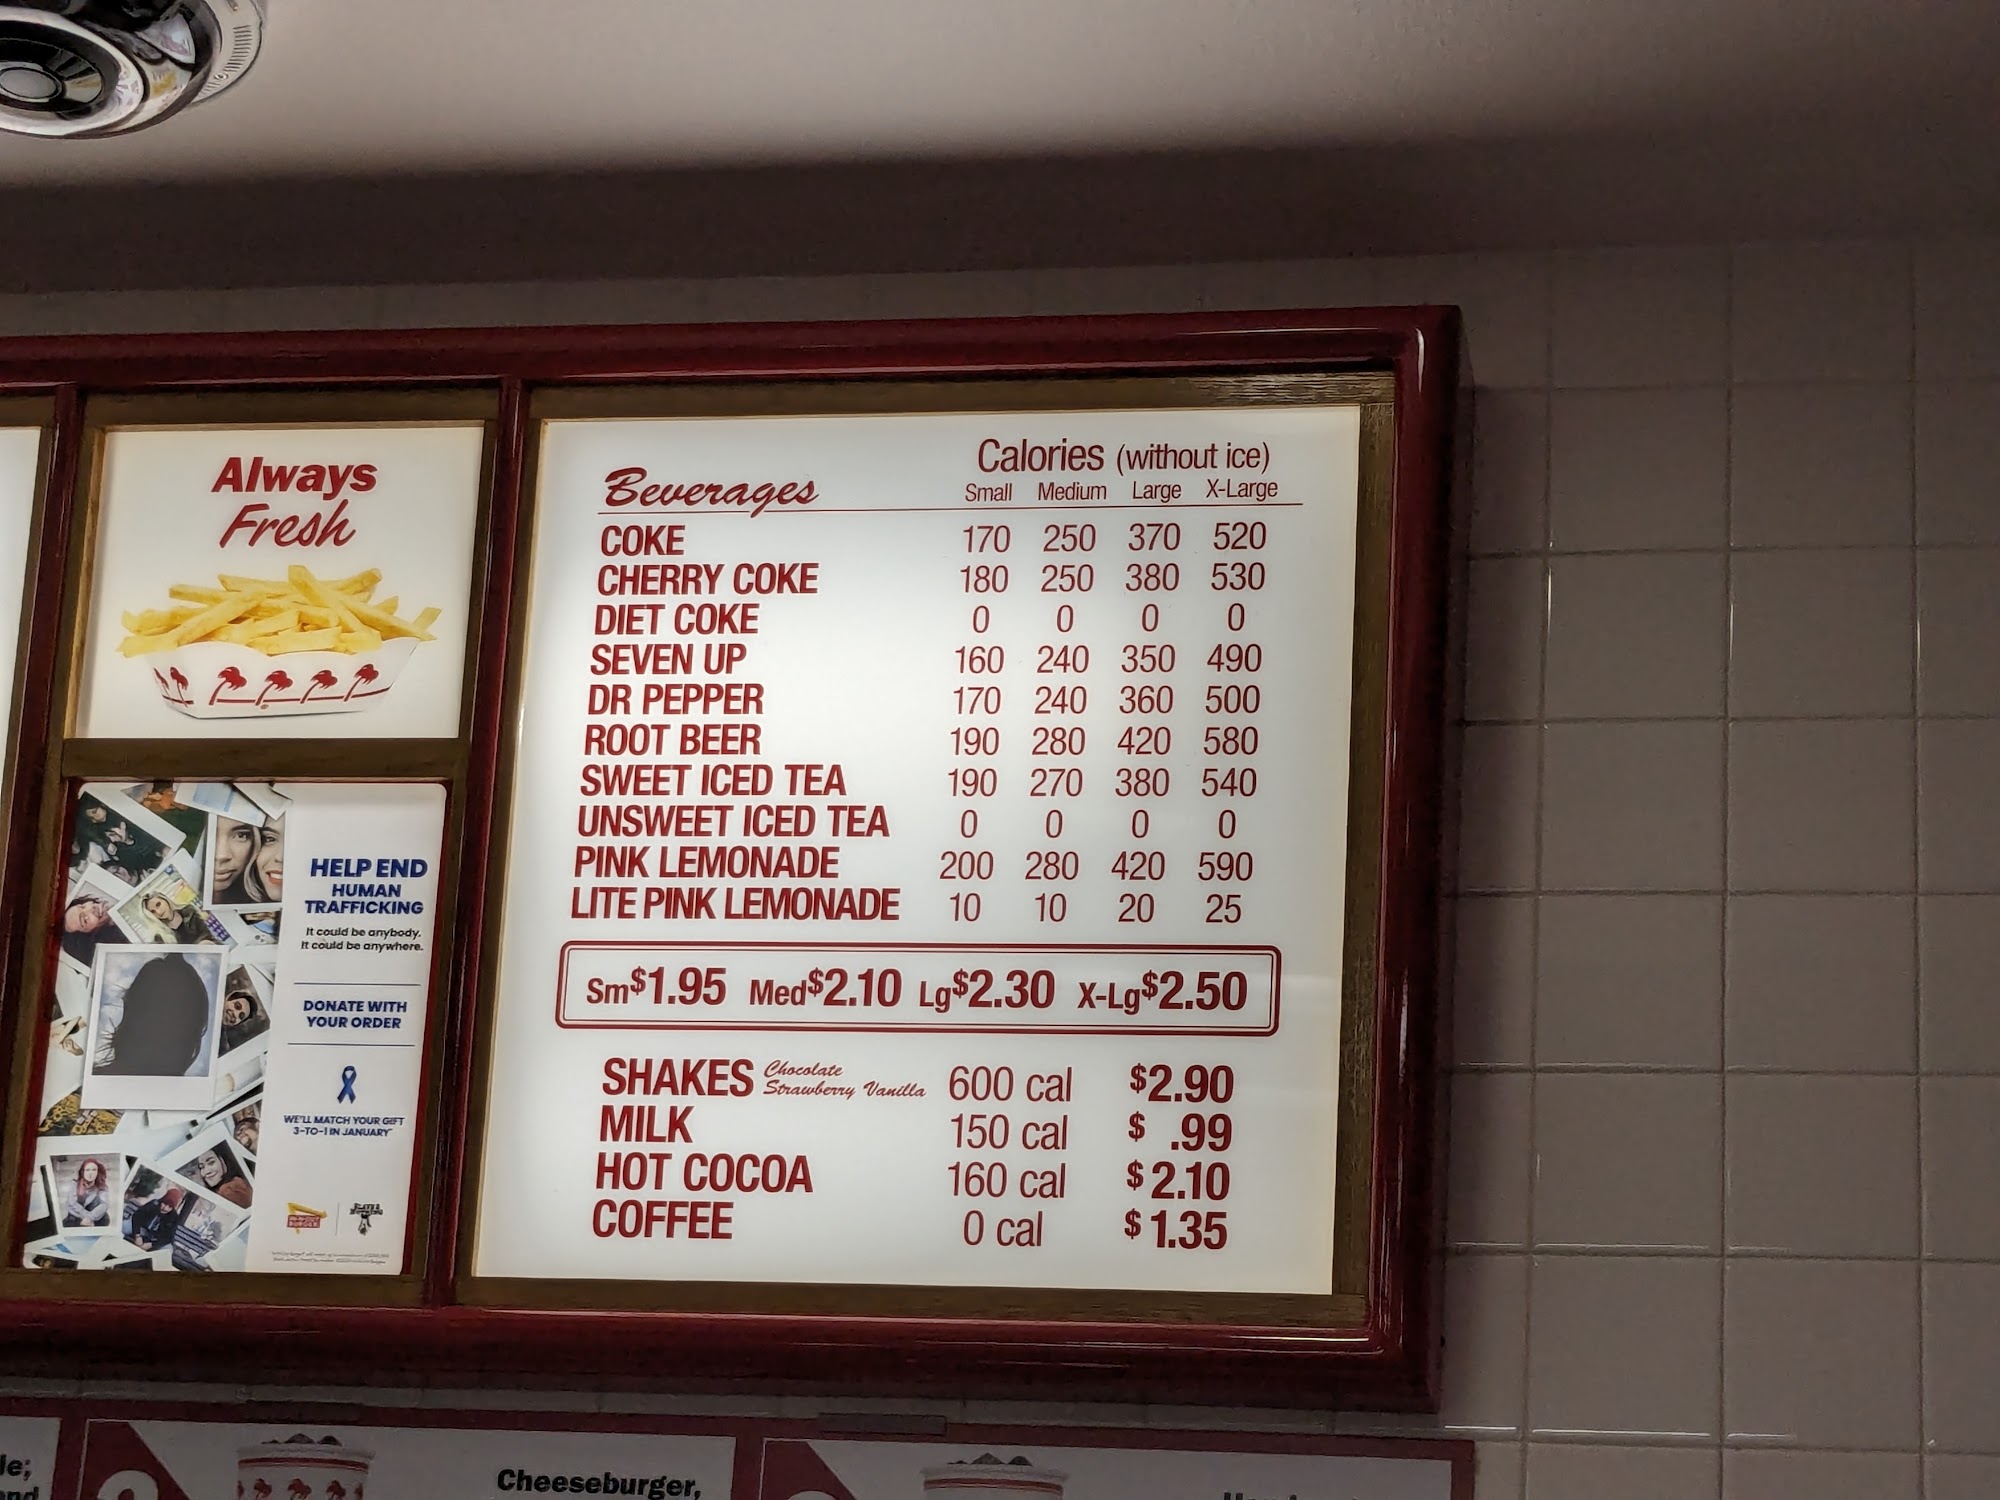 Always
Fresh
HELP END
HUMAN
TRAFFICKING
It could be anybody.
It could be anywhere.
DONATE WITH
YOUR ORDER
WE'LL MATCH YOUR GIFT
3-TO-1 IN JANUARY
Calories (without ice)
Beverages Small Medium Large X-Large
COKE 170 250 370 520
CHERRY COKE 180 250 380 530
DIET COKE 0 0 0 0
SEVEN UP 160 240 350 490
DR PEPPER 170 240 360 500
ROOT BEER 190 280 420 580
SWEET ICED TEA 190 270 380 540
UNSWEET ICED TEA 0 0 0 0
PINK LEMONADE 200 280 420 590
LITE PINK LEMONADE 10 10 20 25
Sm $1.95 Med $2.10 Lg $2.30 X-Lg $2.50
SHAKES Chocolate Strawberry Vanilla 600 cal $2.90
MILK 150 cal $ .99
HOT COCOA 160 cal $2.10
COFFEE 0 cal $1.35
Cheeseburger,